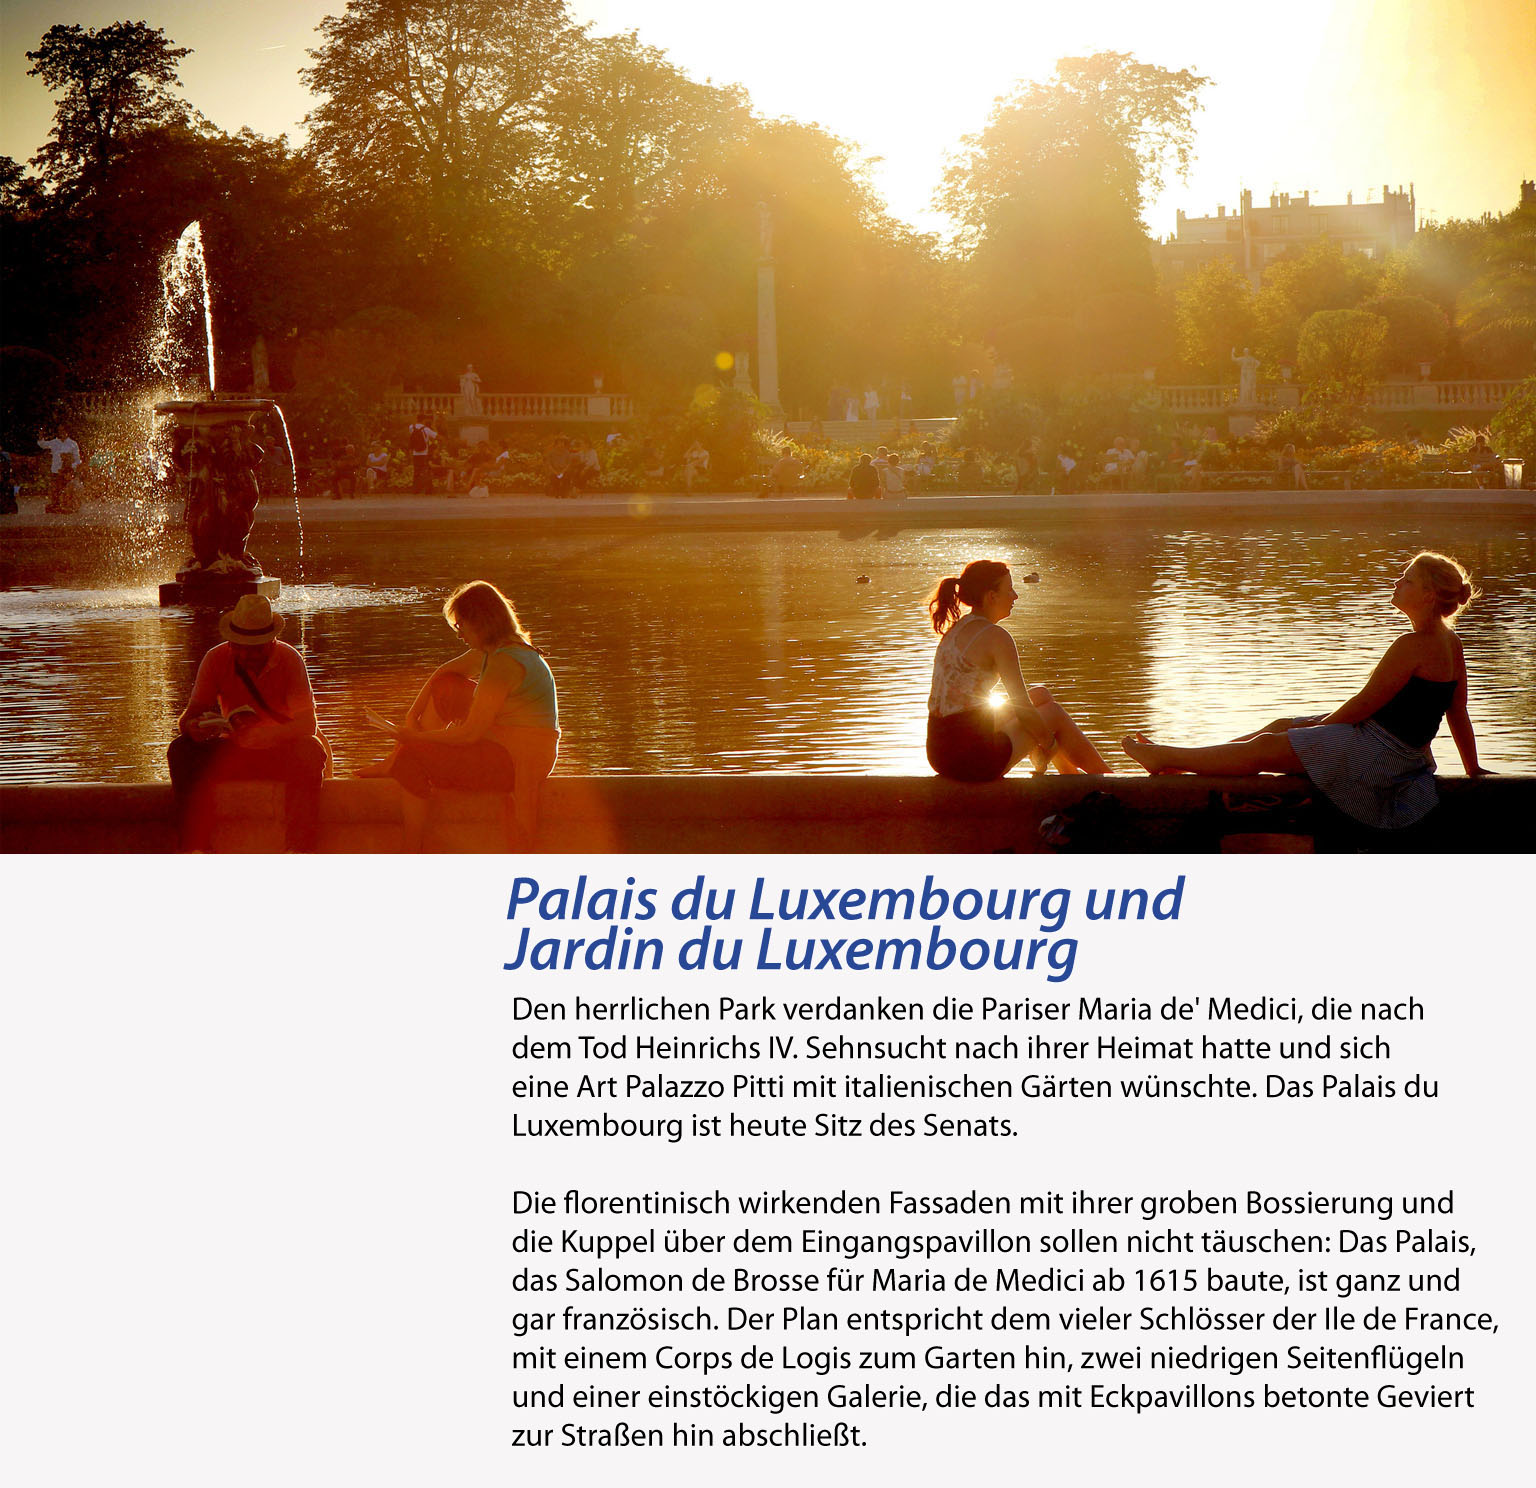 Palais du Luxembourg und
Jardin du Luxembourg
Den herrlichen Park verdanken die Pariser Maria de' Medici, die nach
dem Tod Heinrichs IV. Sehnsucht nach ihrer Heimat hatte und sich
eine Art Palazzo Pitti mit italienischen Gärten wünschte. Das Palais du
Luxembourg ist heute Sitz des Senats.

Die florentinisch wirkenden Fassaden mit ihrer groben Bossierung und
die Kuppel über dem Eingangspavillon sollen nicht täuschen: Das Palais,
das Salomon de Brosse für Maria de Medici ab 1615 baute, ist ganz und
gar französisch. Der Plan entspricht dem vieler Schlösser der Ile de France,
mit einem Corps de Logis zum Garten hin, zwei niedrigen Seitenflügeln
und einer einstöckigen Galerie, die das mit Eckpavillons betonte Geviert
zur Straßen hin abschließt.